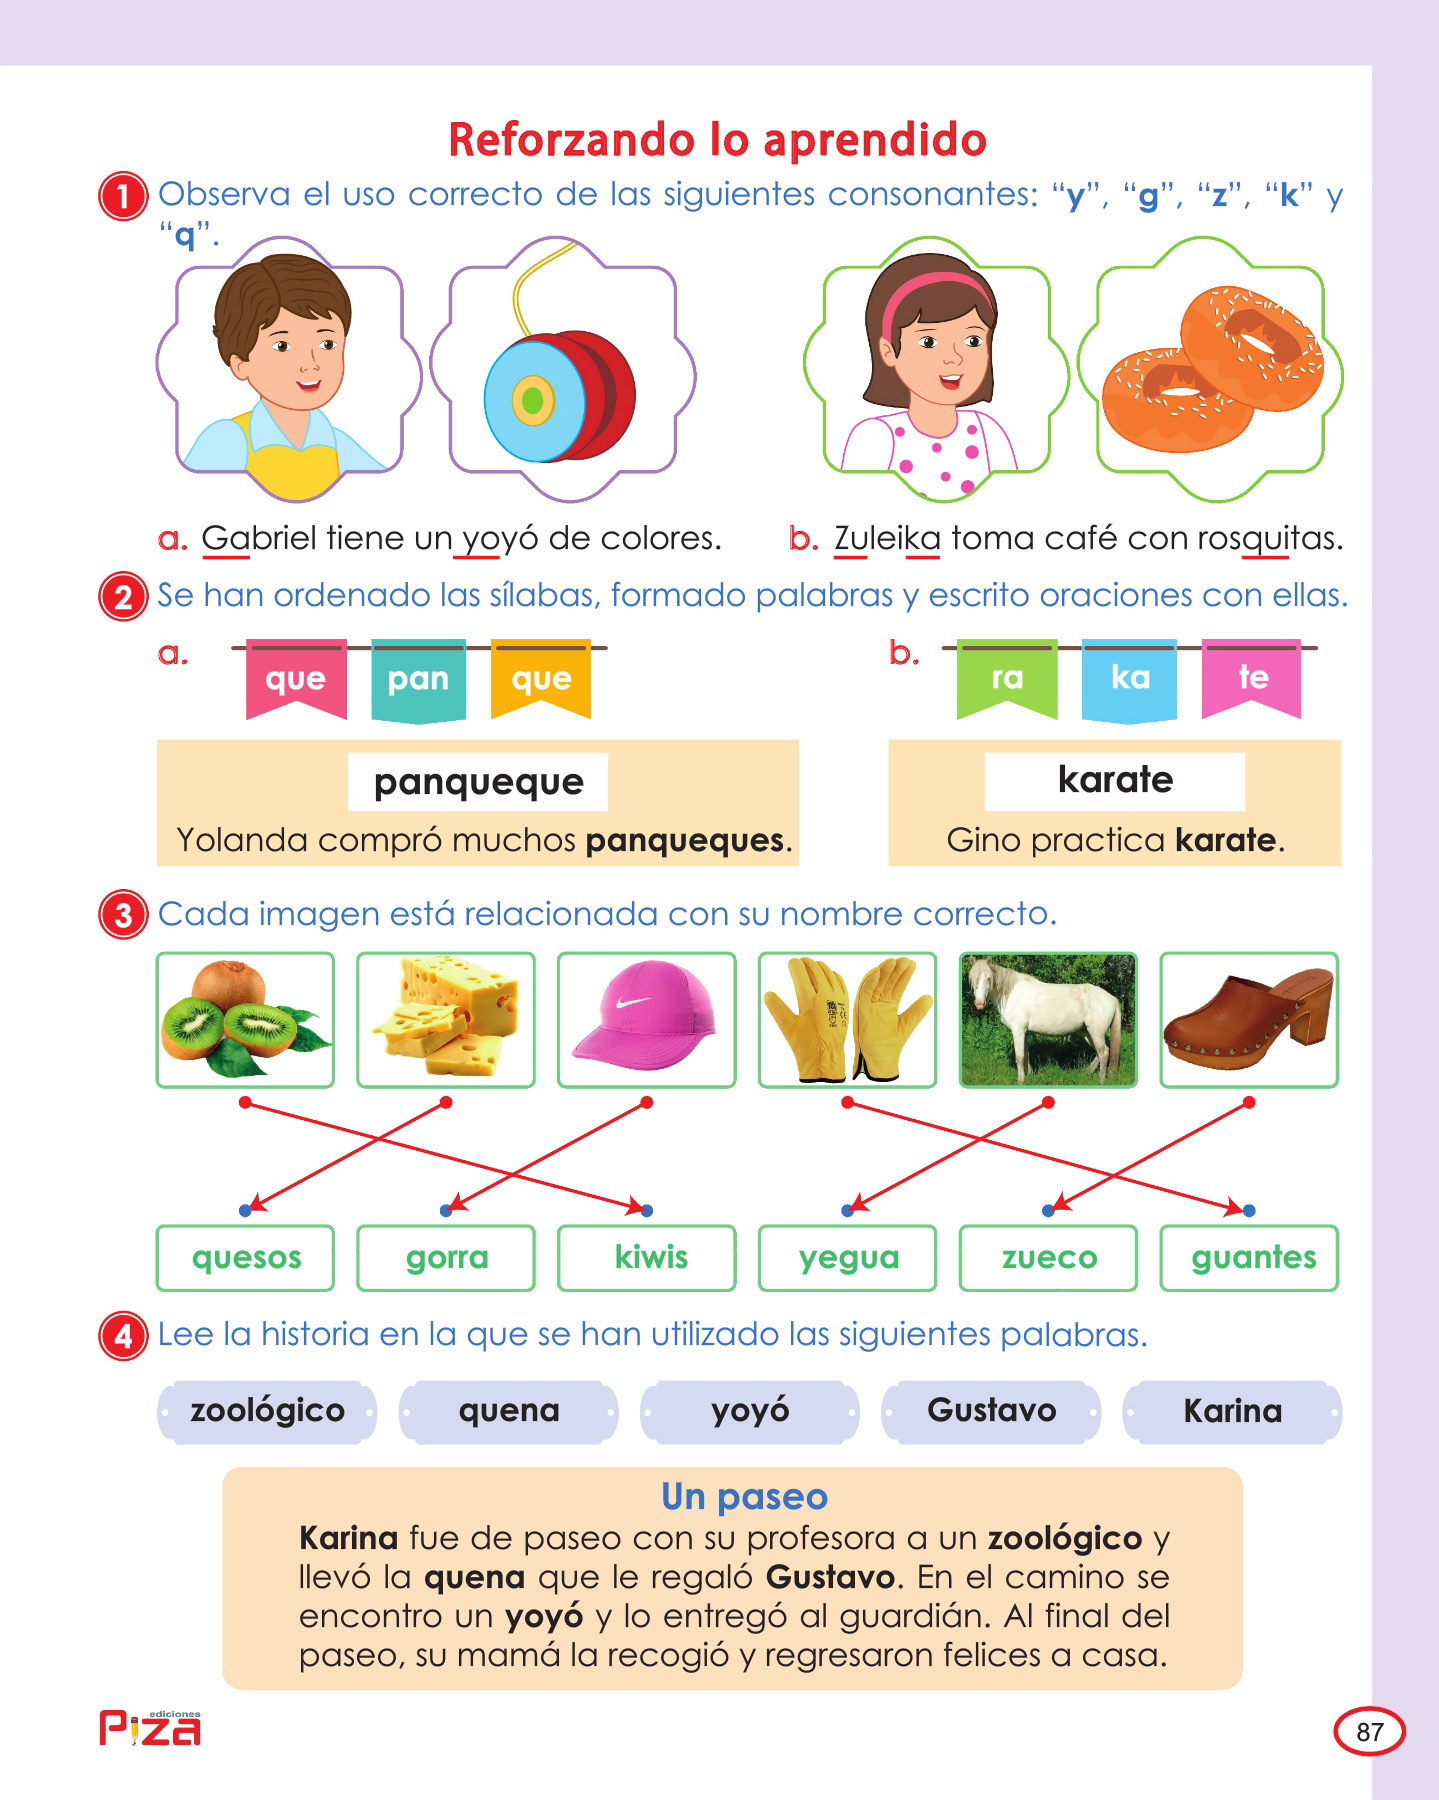 Reforzando lo aprendido
1 Observa el uso correcto de las siguientes consonantes: “y”, “g”, “z”, “k” y
“q”.
a. Gabriel tiene un yoyó de colores.
b. Zuleika toma café con rosquitas.
2 Se han ordenado las sílabas, formado palabras y escrito oraciones con ellas.
a. que pan que
b. ra ka te
panqueque
Yolanda compró muchos panqueques.
karate
Gino practica karate.
3 Cada imagen está relacionada con su nombre correcto.
quesos gorra kiwis yegua zueco guantes
4 Lee la historia en la que se han utilizado las siguientes palabras.
zoológico quena yoyó Gustavo Karina
Un paseo
Karina fue de paseo con su profesora a un zoológico y
llevó la quena que le regaló Gustavo. En el camino se
encontro un yoyó y lo entregó al guardián. Al final del
paseo, su mamá la recogió y regresaron felices a casa.
ediciones
Piza
87